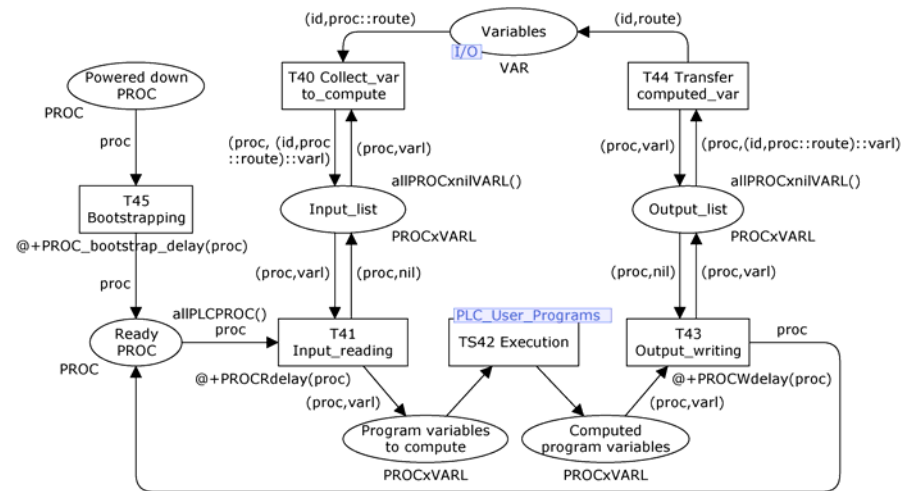 (id,proc::route)
Variables
I/O
VAR
(id,route)
Powered down
PROC
PROC
T40 Collect_var
to_compute
T44 Transfer
computed_var
proc
(proc, (id,proc
::route)::varl)
(proc,varl)
(proc,varl)
(proc,(id,proc::route)::varl)
T45
Bootstrapping
allPROCxnilVARL()
Input_list
PROCxVARL
allPROCxnilVARL()
Output_list
PROCxVARL
@+PROC_bootstrap_delay(proc)
proc
(proc,varl)
(proc,nil)
(proc,nil)
(proc,varl)
allPLCPROC()
proc
Ready
PROC
PROC
T41
Input_reading
@+PROCRdelay(proc)
PLC_User_Programs
TS42 Execution
T43
Output_writing
proc
@+PROCWdelay(proc)
(proc,varl)
(proc,varl)
Program variables
to compute
PROCxVARL
Computed
program variables
PROCxVARL